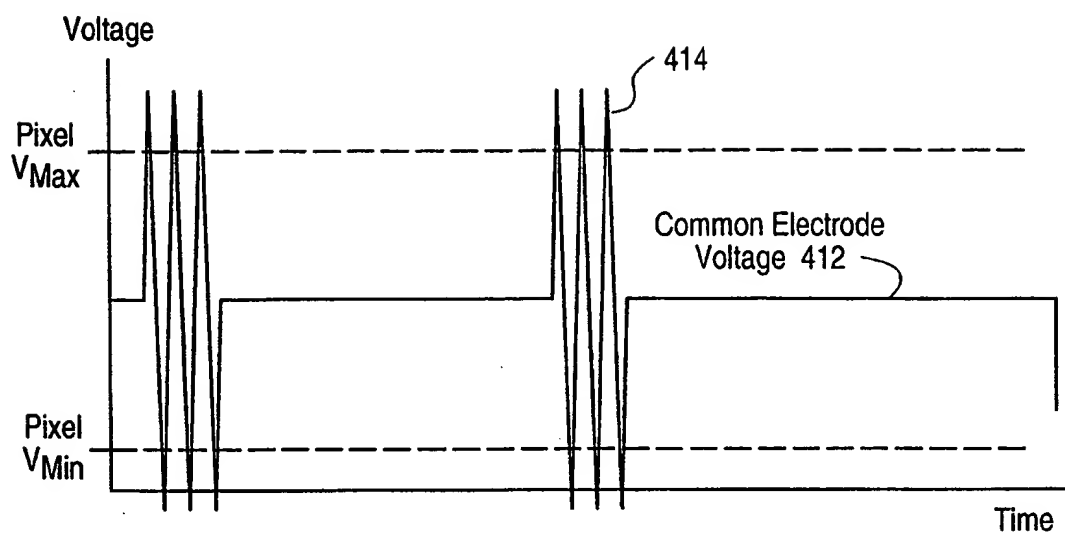 Voltage
414
Pixel
VMax
Common Electrode
Voltage 412
Pixel
VMin
Time